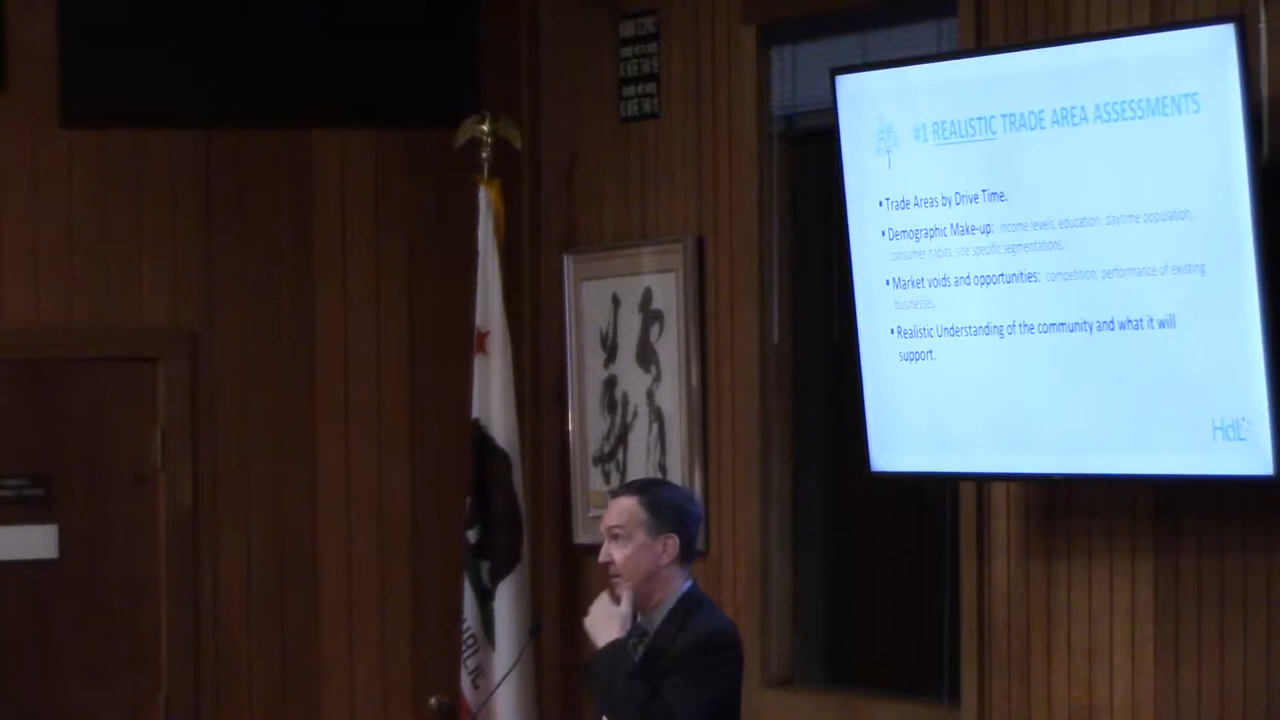 #1 REALISTIC TRADE AREA ASSESSMENTS
▪ Trade Areas by Drive Time.
▪ Demographic Make-up: income levels, education, daytime population,
consumer habits, site specific segmentations.
▪ Market voids and opportunities: competition, performance of existing
businesses.
▪ Realistic Understanding of the community and what it will
support.
HdL